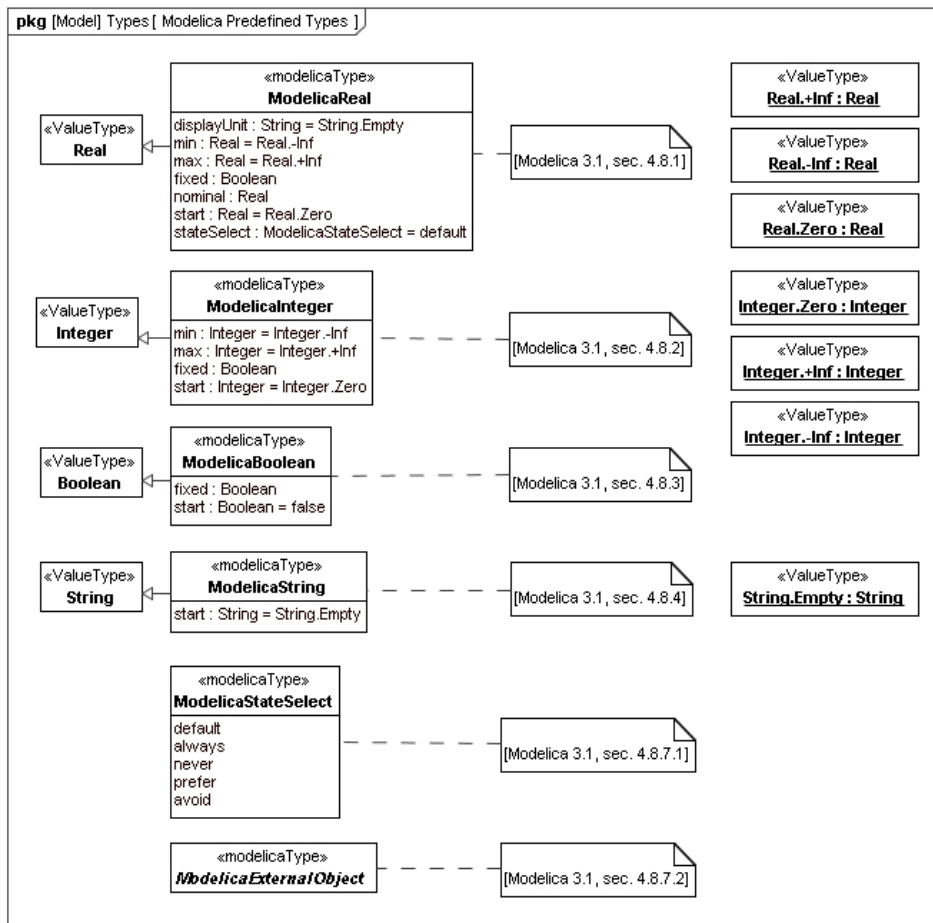 pkg [Model] Types [ Modelica Predefined Types ]
«modelicaType»
ModelicaReal
displayUnit : String = String.Empty
min : Real = Real.-Inf
max : Real = Real.+Inf
fixed : Boolean
nominal : Real
start : Real = Real.Zero
stateSelect : ModelicaStateSelect = default
«ValueType»
Real
[Modelica 3.1, sec. 4.8.1]
«ValueType»
Real.+Inf : Real
«ValueType»
Real.-Inf : Real
«ValueType»
Real.Zero : Real
«modelicaType»
ModelicaInteger
min : Integer = Integer.-Inf
max : Integer = Integer.+Inf
fixed : Boolean
start : Integer = Integer.Zero
«ValueType»
Integer
[Modelica 3.1, sec. 4.8.2]
«ValueType»
Integer.Zero : Integer
«ValueType»
Integer.+Inf : Integer
«ValueType»
Integer.-Inf : Integer
«modelicaType»
ModelicaBoolean
fixed : Boolean
start : Boolean = false
«ValueType»
Boolean
[Modelica 3.1, sec. 4.8.3]
«modelicaType»
ModelicaString
start : String = String.Empty
«ValueType»
String
[Modelica 3.1, sec. 4.8.4]
«ValueType»
String.Empty : String
«modelicaType»
ModelicaStateSelect
default
always
never
prefer
avoid
[Modelica 3.1, sec. 4.8.7.1]
«modelicaType»
ModelicaExternalObject
[Modelica 3.1, sec. 4.8.7.2]